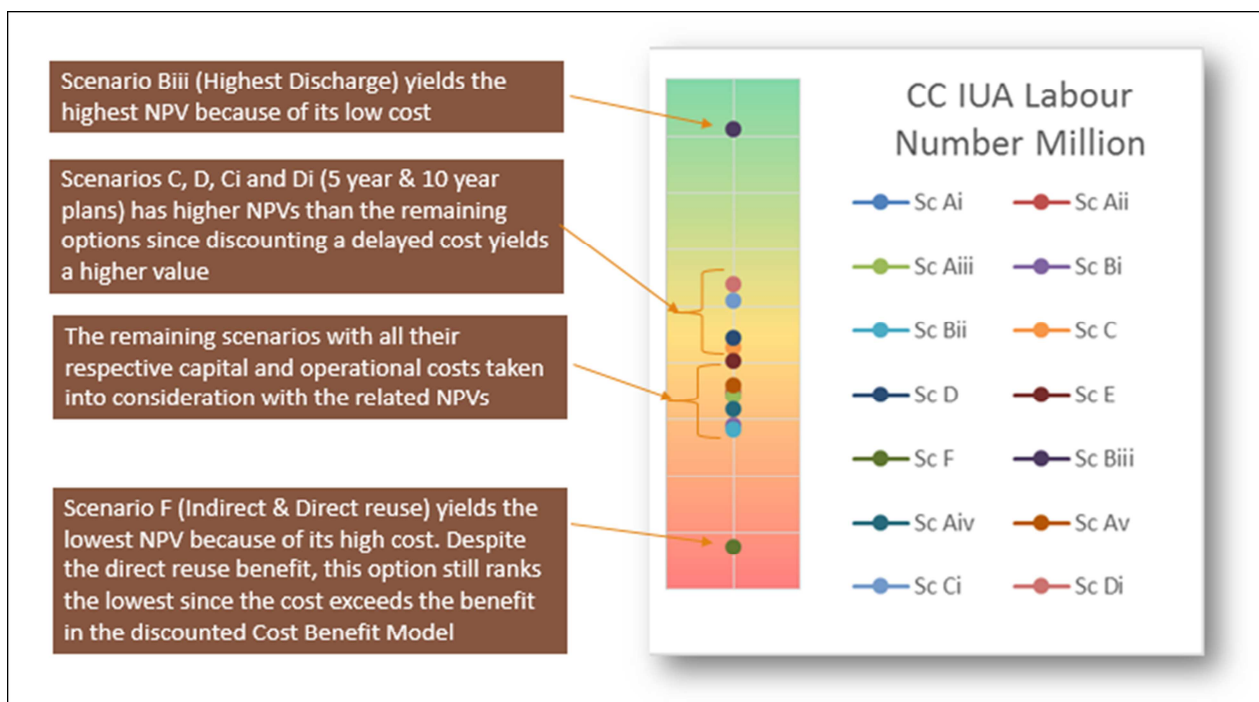 Scenario Biii (Highest Discharge) yields the
highest NPV because of its low cost
Scenarios C, D, Ci and Di (5 year & 10 year
plans) has higher NPVs than the remaining
options since discounting a delayed cost yields
a higher value
The remaining scenarios with all their
respective capital and operational costs taken
into consideration with the related NPVs
Scenario F (Indirect & Direct reuse) yields the
lowest NPV because of its high cost. Despite
the direct reuse benefit, this option still ranks
the lowest since the cost exceeds the benefit
in the discounted Cost Benefit Model
CC IUA Labour
Number Million
Sc Ai Sc Aii
Sc Aiii Sc Bi
Sc Bii Sc C
Sc D Sc E
Sc F Sc Biii
Sc Aiv Sc Av
Sc Ci Sc Di